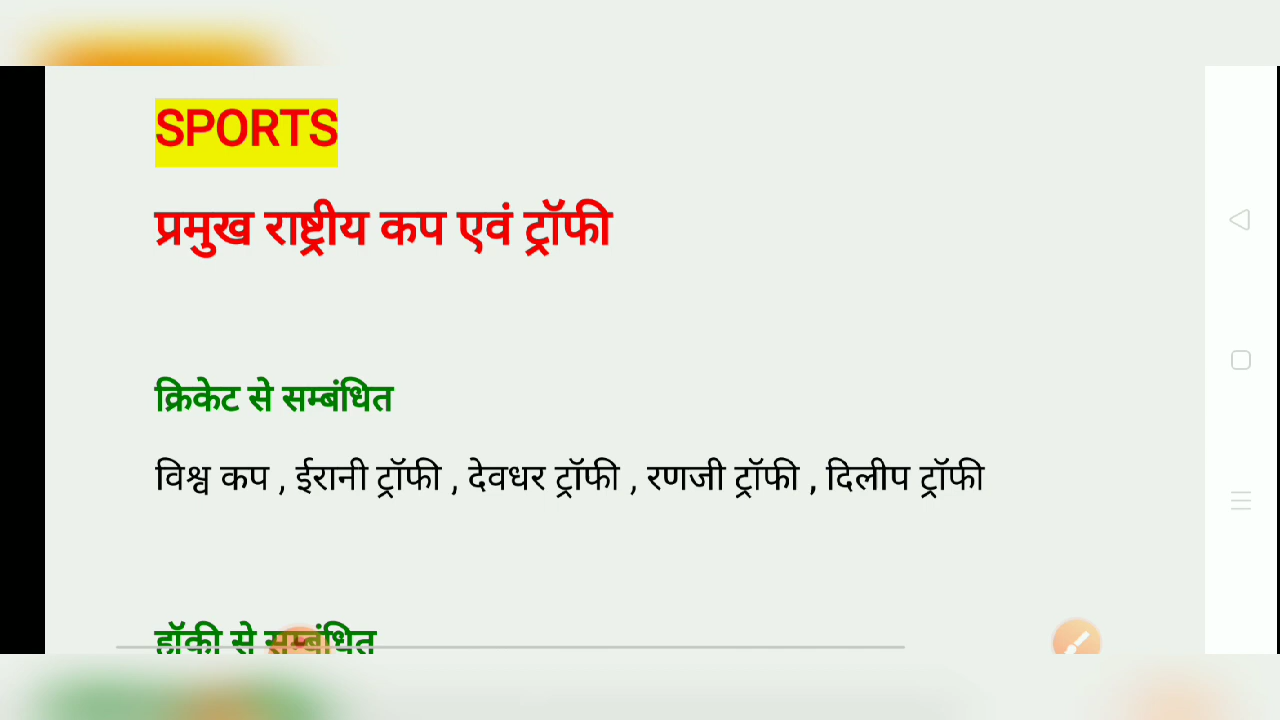 SPORTS
प्रमुख राष्ट्रीय कप एवं ट्रॉफी
क्रिकेट से सम्बंधित
विश्व कप , ईरानी ट्रॉफी , देवधर ट्रॉफी , रणजी ट्रॉफी , दिलीप ट्रॉफी
हॉकी से सम्बंधित